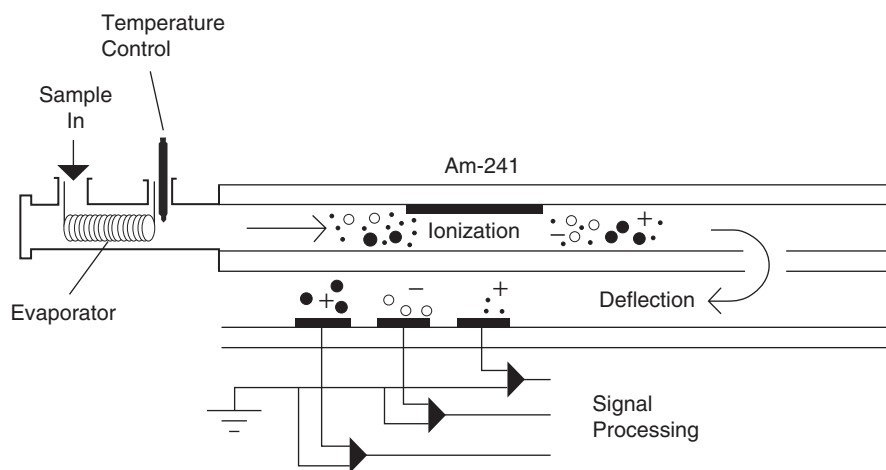 Temperature
Control
Sample
In
Am-241
Ionization
+
−
Evaporator
+
−
+
Deflection
Signal
Processing